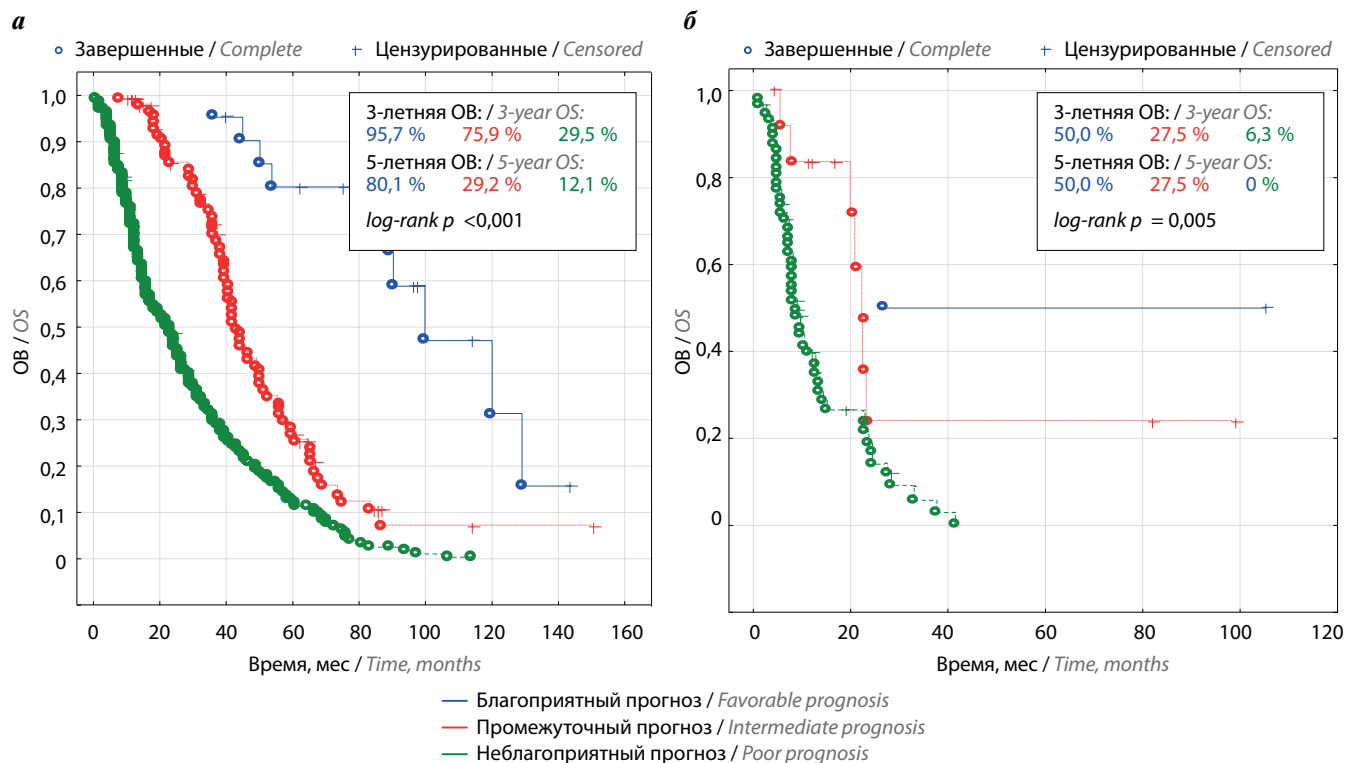 а
Завершенные / Complete
Цензурированные / Censored
3-летняя ОВ: / 3-year OS:
95,7 % 75,9 % 29,5 %
5-летняя ОВ: / 5-year OS:
80,1 % 29,2 % 12,1 %
log-rank p <0,001
1,0
0,9
0,8
0,7
0,6
0,5
0,4
0,3
0,2
0,1
0
ОВ / OS
0 20 40 60 80 100 120 140 160
Время, мес / Time, months
б
Завершенные / Complete
Цензурированные / Censored
3-летняя ОВ: / 3-year OS:
50,0 % 27,5 % 6,3 %
5-летняя ОВ: / 5-year OS:
50,0 % 27,5 % 0 %
log-rank p = 0,005
1,0
0,8
0,6
0,4
0,2
0
ОВ / OS
0 20 40 60 80 100 120
Время, мес / Time, months
Благоприятный прогноз / Favorable prognosis
Промежуточный прогноз / Intermediate prognosis
Неблагоприятный прогноз / Poor prognosis